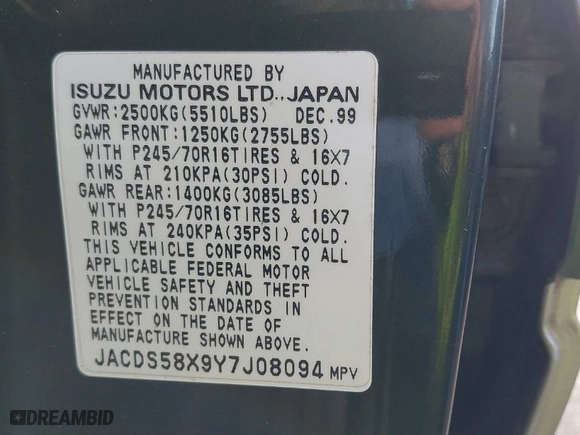 MANUFACTURED BY
ISUZU MOTORS LTD., JAPAN
GVWR:2500KG(5510LBS) DEC.99
GAWR FRONT:1250KG(2755LBS)
WITH P245/70R16TIRES & 16X7
RIMS AT 210KPA(30PSI) COLD.
GAWR REAR:1400KG(3085LBS)
WITH P245/70R16TIRES & 16X7
RIMS AT 240KPA(35PSI) COLD.
THIS VEHICLE CONFORMS TO ALL
APPLICABLE FEDERAL MOTOR
VEHICLE SAFETY AND THEFT
PREVENTION STANDARDS IN
EFFECT ON THE DATE OF
MANUFACTURE SHOWN ABOVE.
JACDS58X9Y7J08094 MPV
DREAMBID